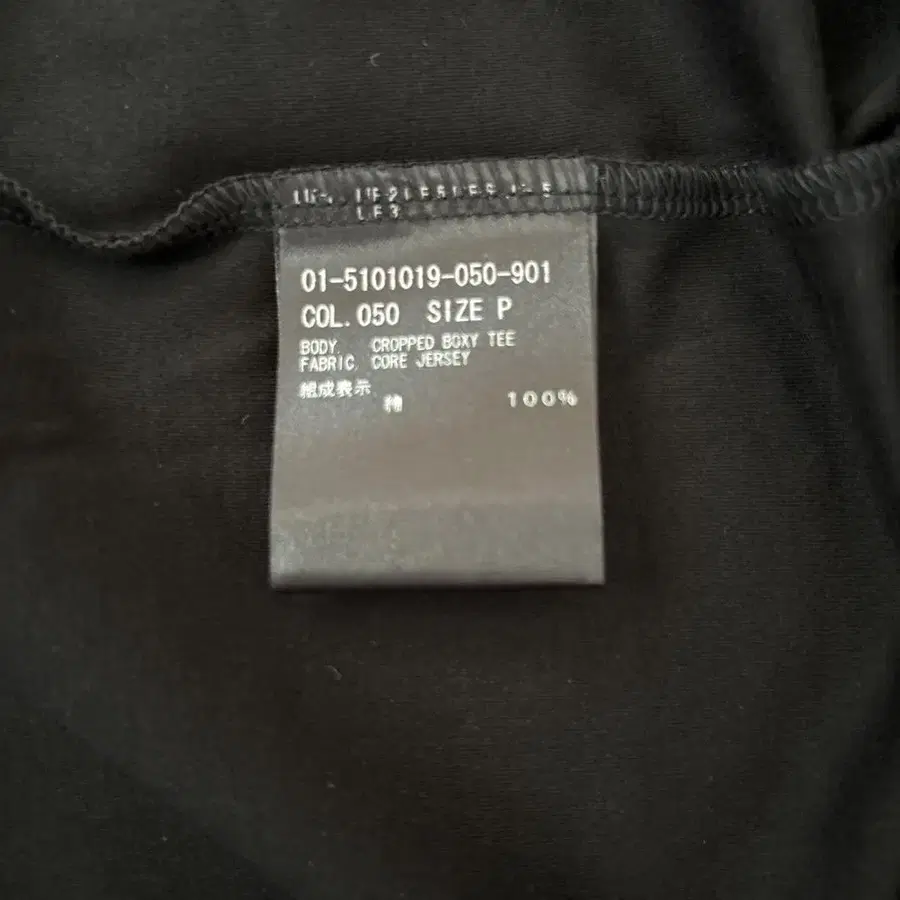 01-5101019-050-901
COL.050 SIZE P
BODY. CROPPED BOXY TEE
FABRIC. CORE JERSEY
組成表示
綿 100%